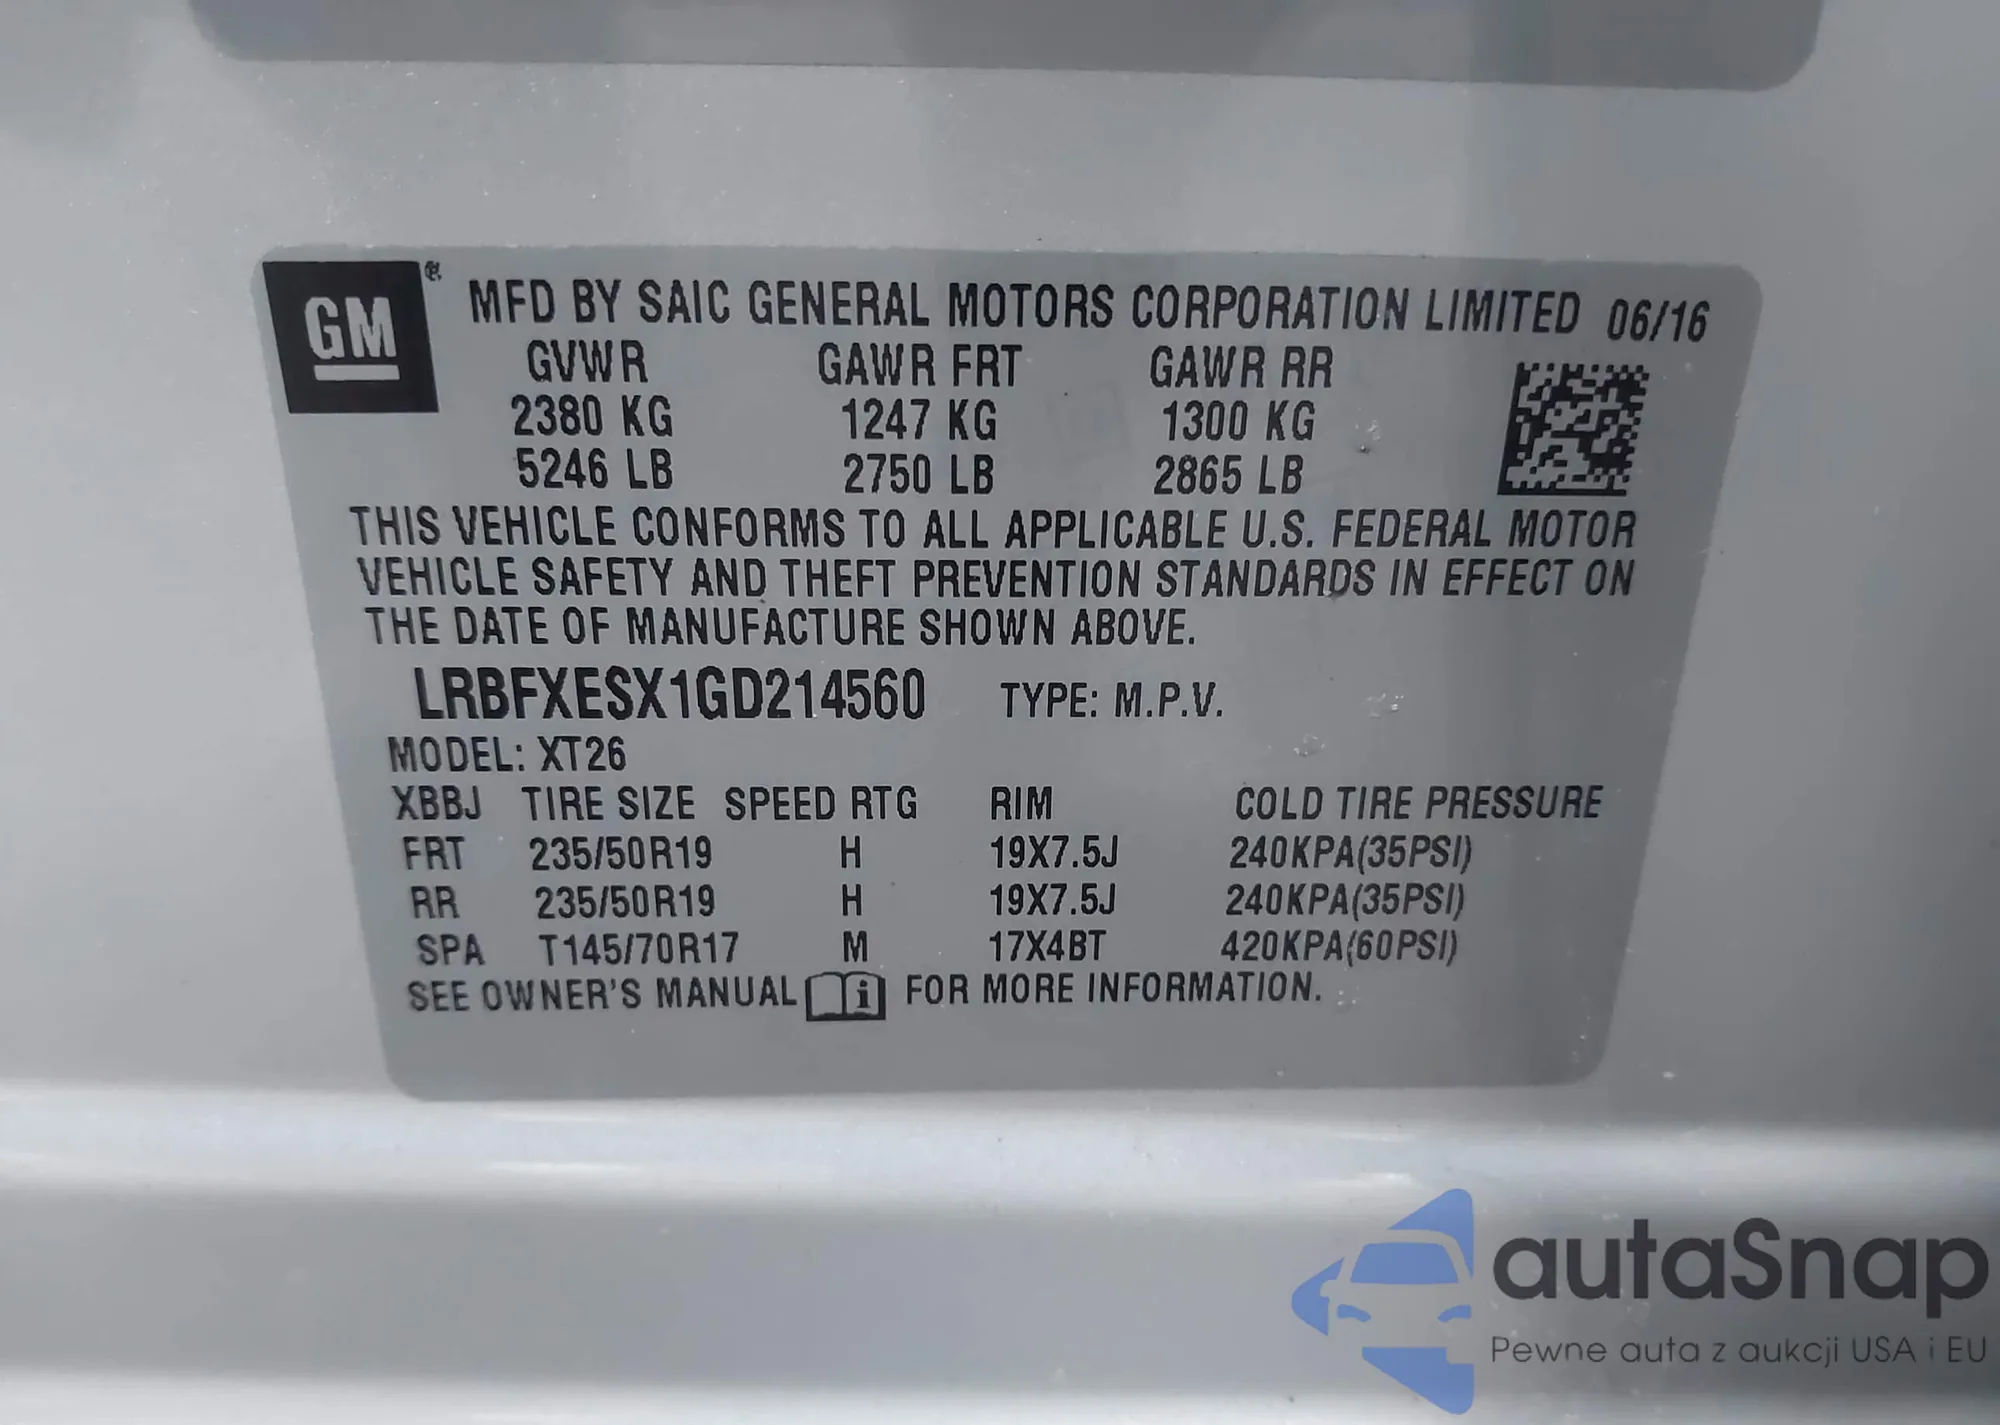 GM ® MFD BY SAIC GENERAL MOTORS CORPORATION LIMITED 06/16
GVWR GAWR FRT GAWR RR
2380 KG 1247 KG 1300 KG
5246 LB 2750 LB 2865 LB
THIS VEHICLE CONFORMS TO ALL APPLICABLE U.S. FEDERAL MOTOR
VEHICLE SAFETY AND THEFT PREVENTION STANDARDS IN EFFECT ON
THE DATE OF MANUFACTURE SHOWN ABOVE.
LRBFXESX1GD214560 TYPE: M.P.V.
MODEL: XT26
XBBJ TIRE SIZE SPEED RTG RIM COLD TIRE PRESSURE
FRT 235/50R19 H 19X7.5J 240KPA(35PSI)
RR 235/50R19 H 19X7.5J 240KPA(35PSI)
SPA T145/70R17 M 17X4BT 420KPA(60PSI)
SEE OWNER'S MANUAL i FOR MORE INFORMATION.
autaSnap
Pewne auta z aukcji USA i EU